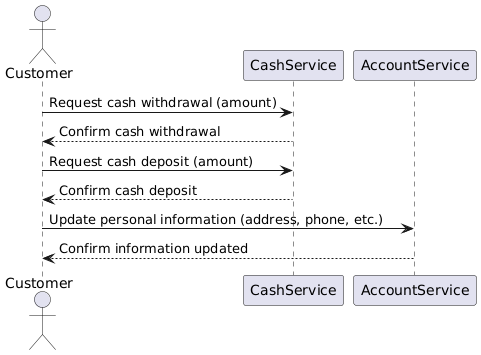 Customer
CashService
AccountService
Request cash withdrawal (amount)
Confirm cash withdrawal
Request cash deposit (amount)
Confirm cash deposit
Update personal information (address, phone, etc.)
Confirm information updated
Customer
CashService
AccountService